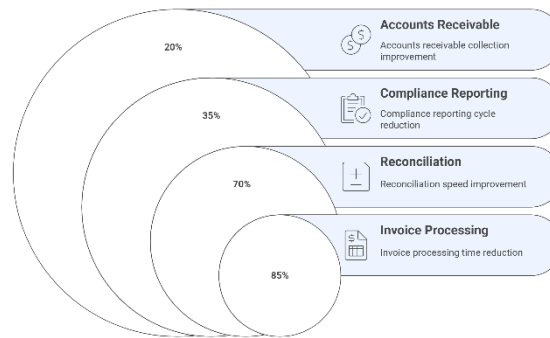 20%
Accounts Receivable
Accounts receivable collection
improvement
35%
Compliance Reporting
Compliance reporting cycle
reduction
70%
Reconciliation
Reconciliation speed improvement
85%
Invoice Processing
Invoice processing time reduction